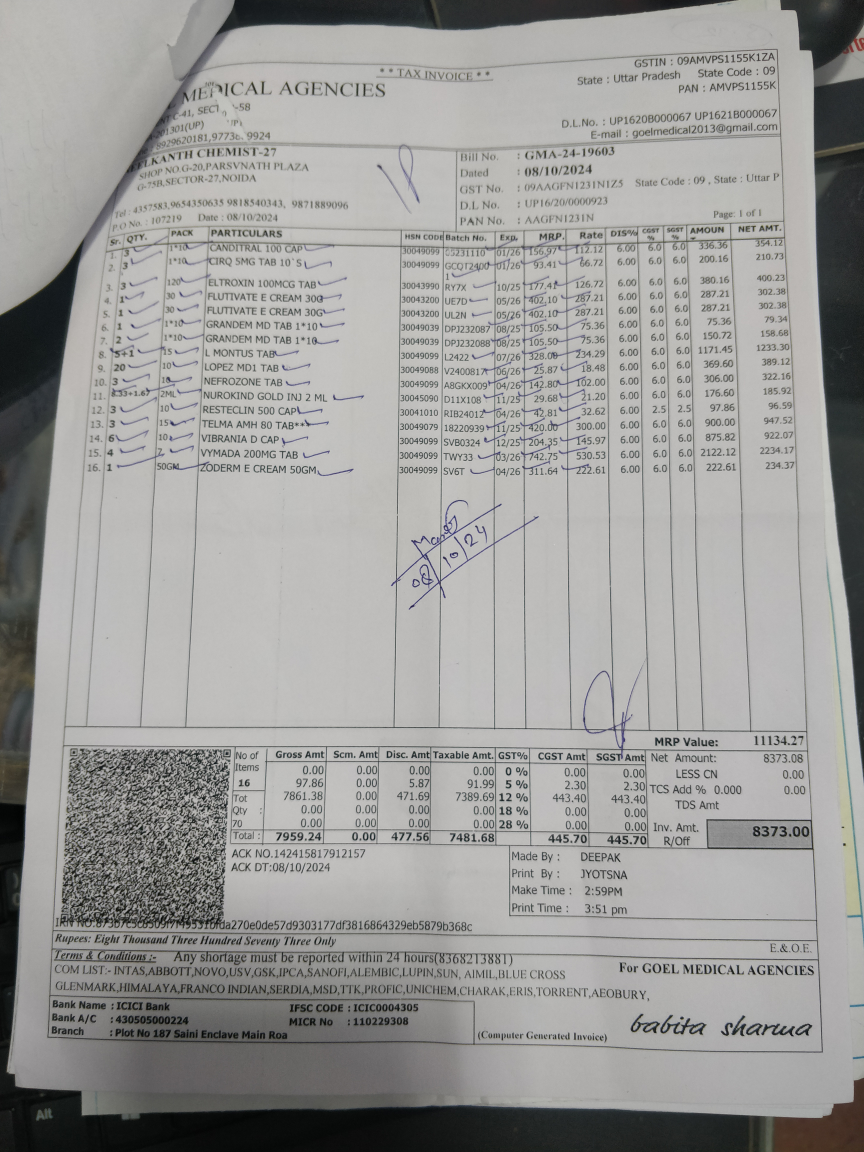 * * TAX INVOICE * *
GSTIN : 09AMVPS1155K1ZA
State : Uttar Pradesh State Code : 09
PAN : AMVPS1155K
MEDICAL AGENCIES
C-41, SECT -58
201301(UP)
8929620181,9773 9924
D.L.No. : UP1620B000067 UP1621B000067
E-mail : goelmedical2013@gmail.com
ELKANTH CHEMIST-27
SHOP NO.G-20,PARSVNATH PLAZA
G-75B,SECTOR-27,NOIDA
Tel : 4357583,9654350635 9818540343, 9871889096
P.O No. : 107219 Date : 08/10/2024
18
Bill No. : GMA-24-19603
Dated : 08/10/2024
GST No. : 09AAGFN1231N1Z5 State Code : 09 , State : Uttar P
D.L No. : UP16/20/0000923
PAN No. : AAGFN1231N Page: 1 of 1
Sr. QTY. PACK PARTICULARS HSN CODE Batch No. Exp. MRP. Rate DIS% CGST % SGST % AMOUN NET AMT.
1. 3 1*10 CANDITRAL 100 CAP 30049099 01/26 156.97 112.12 6.00 6.0 6.0 336.36 354.12
2. 3 1*10 CIRQ 5MG TAB 10`S 30049099 GCQT2400 1 01/26 93.41 66.72 6.00 6.0 6.0 200.16 210.73
3. 3 120 ELTROXIN 100MCG TAB 30043990 RY7X 10/25 177.41 126.72 6.00 6.0 6.0 380.16 400.23
4. 1 30 FLUTIVATE E CREAM 30G 30043200 UE7D 05/26 402.10 287.21 6.00 6.0 6.0 287.21 302.38
5. 1 30 FLUTIVATE E CREAM 30G 30043200 UL2N 05/26 402.10 287.21 6.00 6.0 6.0 287.21 302.38
6. 1 1*10 GRANDEM MD TAB 1*10 30049039 DPJ232087 08/25 105.50 75.36 6.00 6.0 6.0 75.36 79.34
7. 2 1*10 GRANDEM MD TAB 1*10 30049039 DPJ232088 08/25 105.50 75.36 6.00 6.0 6.0 150.72 158.68
8. 5+1 15 L MONTUS TAB 30049099 L2422 07/26 328.00 234.29 6.00 6.0 6.0 1171.45 1233.30
9. 20 10 LOPEZ MD1 TAB 30049088 V2400817 06/26 25.87 18.48 6.00 6.0 6.0 369.60 389.12
10. 3 10 NEFROZONE TAB 30049099 A8GKX009 04/26 142.80 102.00 6.00 6.0 6.0 306.00 322.16
11. 8.33+1.67 2ML NUROKIND GOLD INJ 2 ML 30045090 D11X108 11/25 29.68 21.20 6.00 6.0 6.0 176.60 185.92
12. 3 10 RESTECLIN 500 CAP 30041010 RIB24012 04/26 42.81 32.62 6.00 2.5 2.5 97.86 96.59
13. 3 15 TELMA AMH 80 TAB** 30049079 18220939 11/25 420.00 300.00 6.00 6.0 6.0 900.00 947.52
14. 6 10 VIBRANIA D CAP 30049099 SVB0324 12/25 204.35 145.97 6.00 6.0 6.0 875.82 922.07
15. 4 7 VYMADA 200MG TAB 30049099 TWY33 03/26 742.75 530.53 6.00 6.0 6.0 2122.12 2234.17
16. 1 50GM ZODERM E CREAM 50GM 30049099 SV6T 04/26 311.64 222.61 6.00 6.0 6.0 222.61 234.37
08/10/24
MRP Value: 11134.27
No of Items Gross Amt Scm. Amt Disc. Amt Taxable Amt. GST% CGST Amt SGST Amt
0.00 0.00 0.00 0.00 0 % 0.00 0.00
16 97.86 0.00 5.87 91.99 5 % 2.30 2.30
Tot 7861.38 0.00 471.69 7389.69 12 % 443.40 443.40
Qty : 0.00 0.00 0.00 0.00 18 % 0.00 0.00
70 0.00 0.00 0.00 0.00 28 % 0.00 0.00
Total : 7959.24 0.00 477.56 7481.68 445.70 445.70
Net Amount: 8373.08
LESS CN 0.00
TCS Add % 0.000 0.00
TDS Amt
Inv. Amt. R/Off 8373.00
ACK NO.142415817912157
ACK DT:08/10/2024
Made By : DEEPAK
Print By : JYOTSNA
Make Time : 2:59PM
Print Time : 3:51 pm
da270e0de57d9303177df3816864329eb5879b368c
Rupees: Eight Thousand Three Hundred Seventy Three Only
E.& O.E.
Terms & Conditions :- Any shortage must be reported within 24 hours(8368213881)
COM LIST:- INTAS,ABBOTT,NOVO,USV,GSK,IPCA,SANOFI,ALEMBIC,LUPIN,SUN, AIMIL,BLUE CROSS
GLENMARK,HIMALAYA,FRANCO INDIAN,SERDIA,MSD,TTK,PROFIC,UNICHEM,CHARAK,ERIS,TORRENT,AEOBURY,
For GOEL MEDICAL AGENCIES
Bank Name : ICICI Bank IFSC CODE : ICIC0004305
Bank A/C : 430505000224 MICR No : 110229308
Branch : Plot No 187 Saini Enclave Main Roa
(Computer Generated Invoice)
babita sharma
Alt